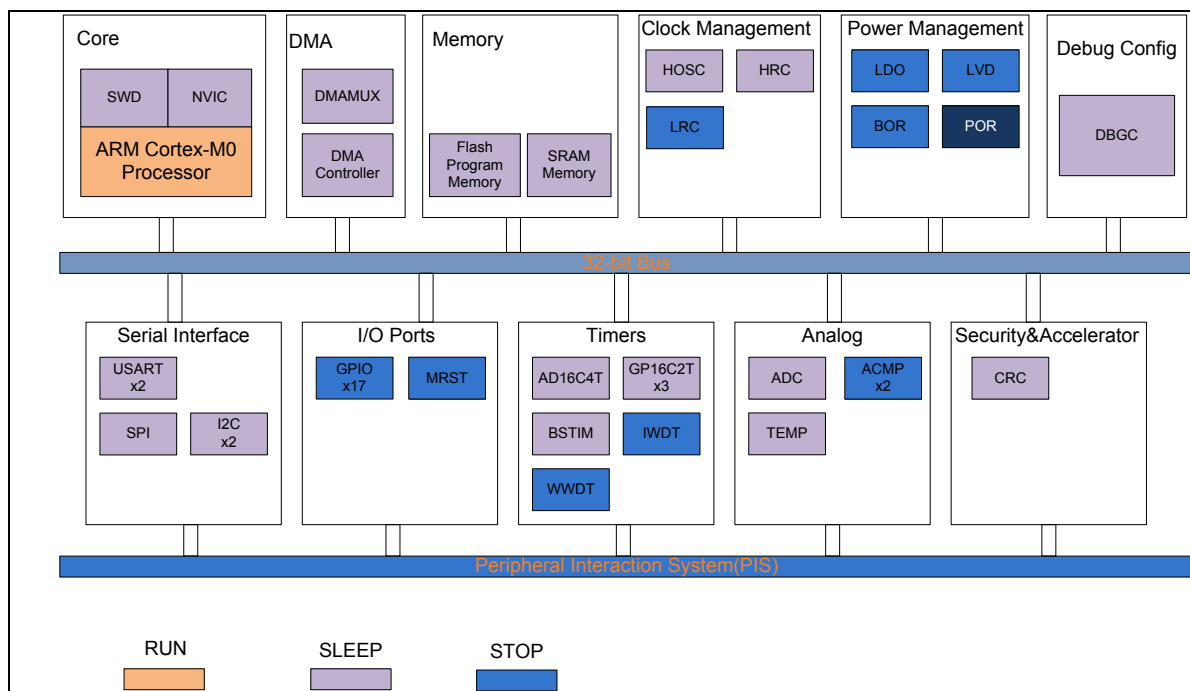 Core
SWD
NVIC
ARM Cortex-M0
Processor
DMA
DMAMUX
DMA
Controller
Memory
Flash
Program
Memory
SRAM
Memory
Clock Management
HOSC
HRC
LRC
Power Management
LDO
LVD
BOR
POR
Debug Config
DBGC
32-bit Bus
Serial Interface
USART
x2
SPI
I2C
x2
I/O Ports
GPIO
x17
MRST
Timers
AD16C4T
GP16C2T
x3
BSTIM
IWDT
WWDT
Analog
ADC
ACMP
x2
TEMP
Security&Accelerator
CRC
Peripheral Interaction System(PIS)
RUN
SLEEP
STOP